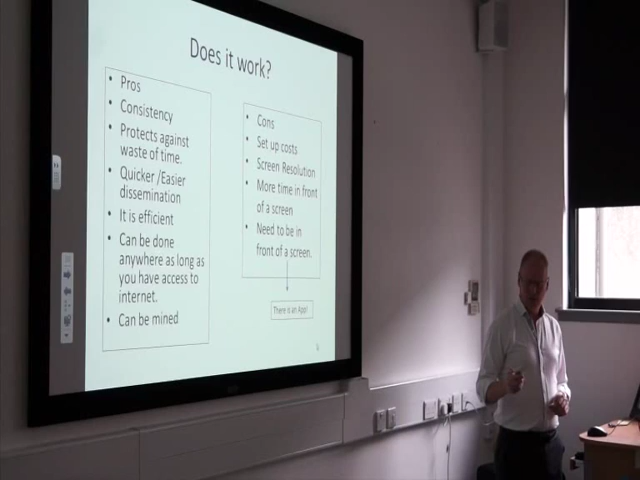 Does it work?
• Pros
• Consistency
• Protects against
waste of time.
• Quicker /Easier
dissemination
• It is efficient
• Can be done
anywhere as long as
you have access to
internet.
• Can be mined
• Cons
• Set up costs
• Screen Resolution
• More time in front
of a screen
• Need to be in
front of a screen.
There is an App!